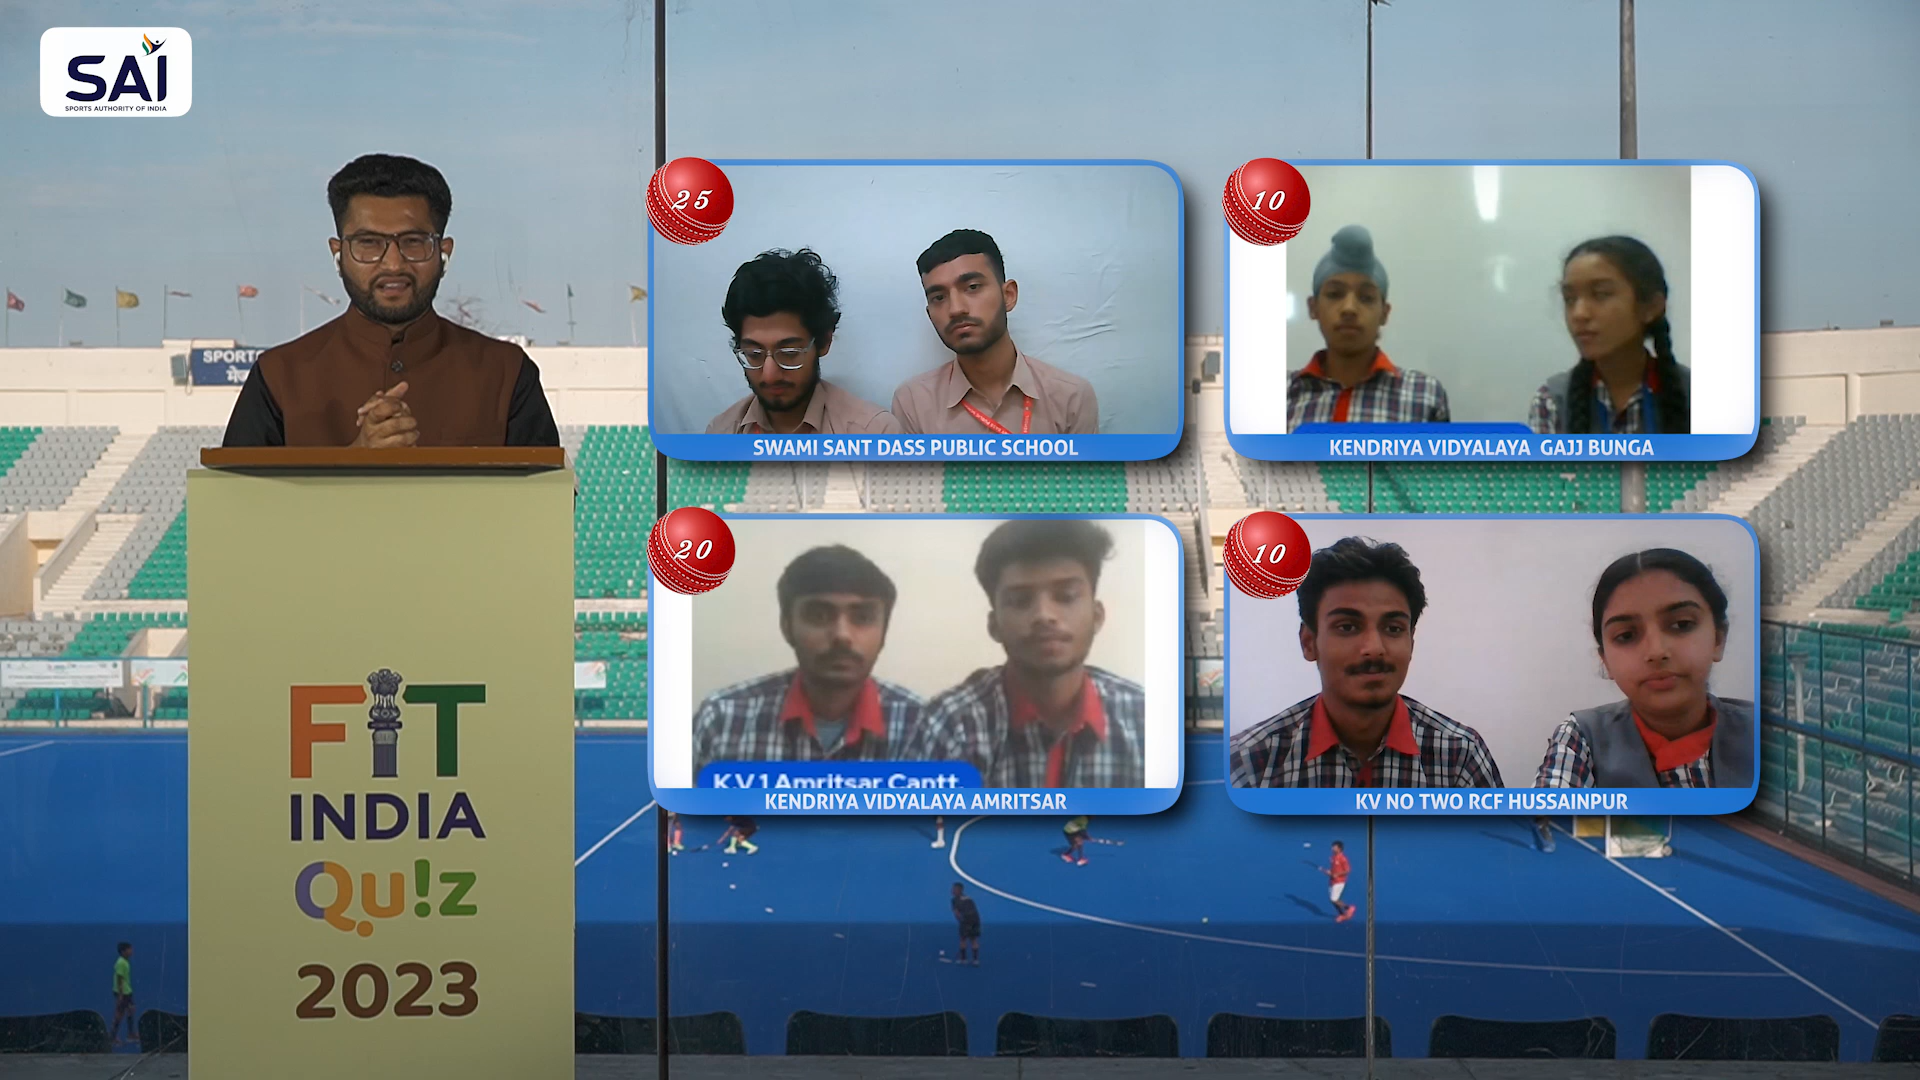 SAI
SPORTS AUTHORITY OF INDIA
25
10
SPORTS
SWAMI SANT DASS PUBLIC SCHOOL
KENDRIYA VIDYALAYA GAJJ BUNGA
20
10
K.V 1 Amritsar Cantt.
KENDRIYA VIDYALAYA AMRITSAR
KV NO TWO RCF HUSSAINPUR
FIT
INDIA
Qu!z
2023